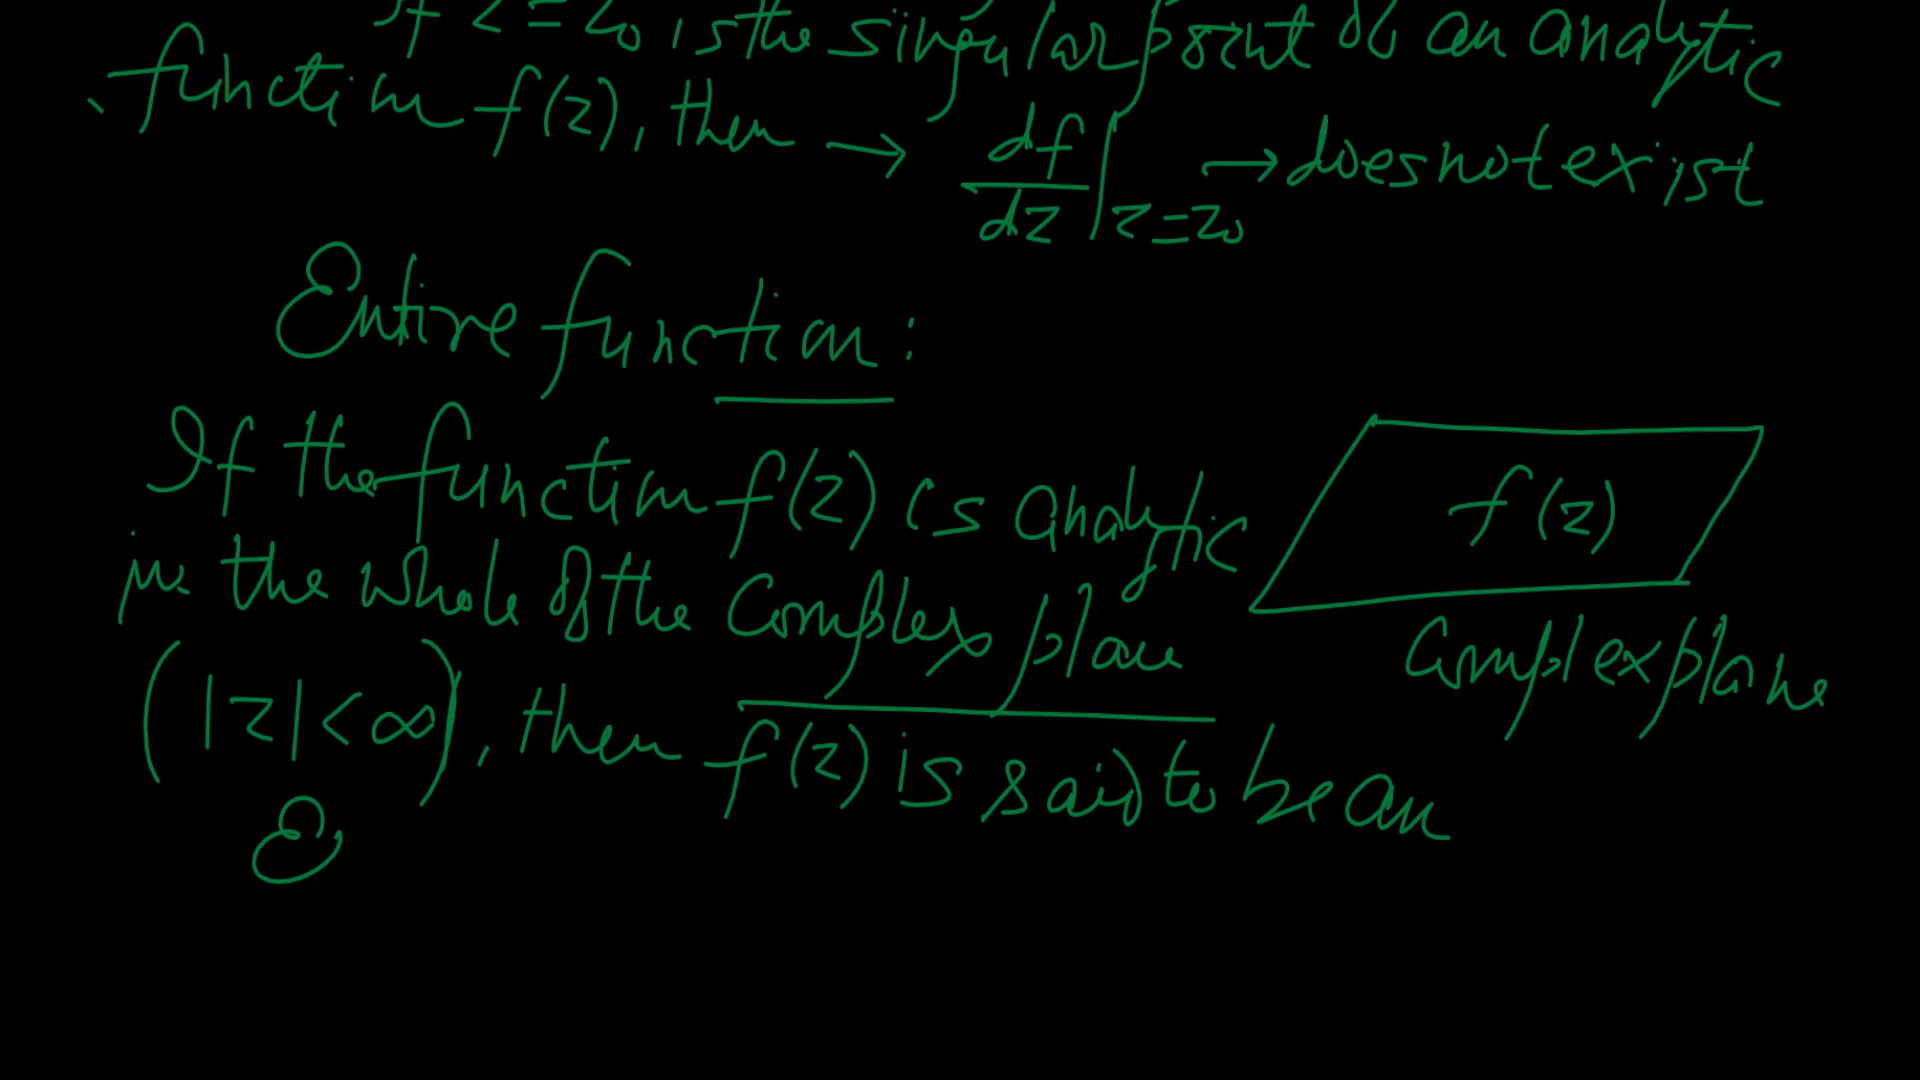 If z = z₀ is the singular point of an analytic
function f(z), then → df/dz|z=z₀ → does not exist
Entire function:
If the function f(z) is analytic
in the whole of the complex plane
(|z| < ∞), then f(z) is said to be an
E
f(z)
Complex plane